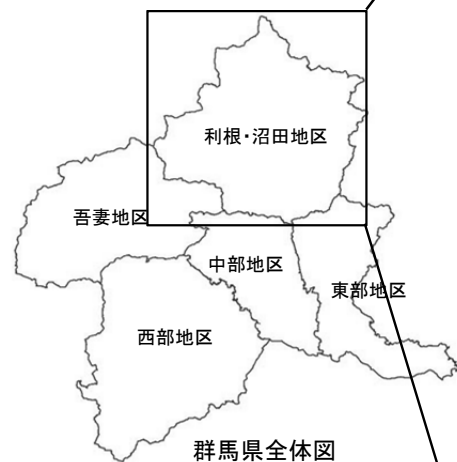 利根・沼田地区
吾妻地区
中部地区
東部地区
西部地区
群馬県全体図